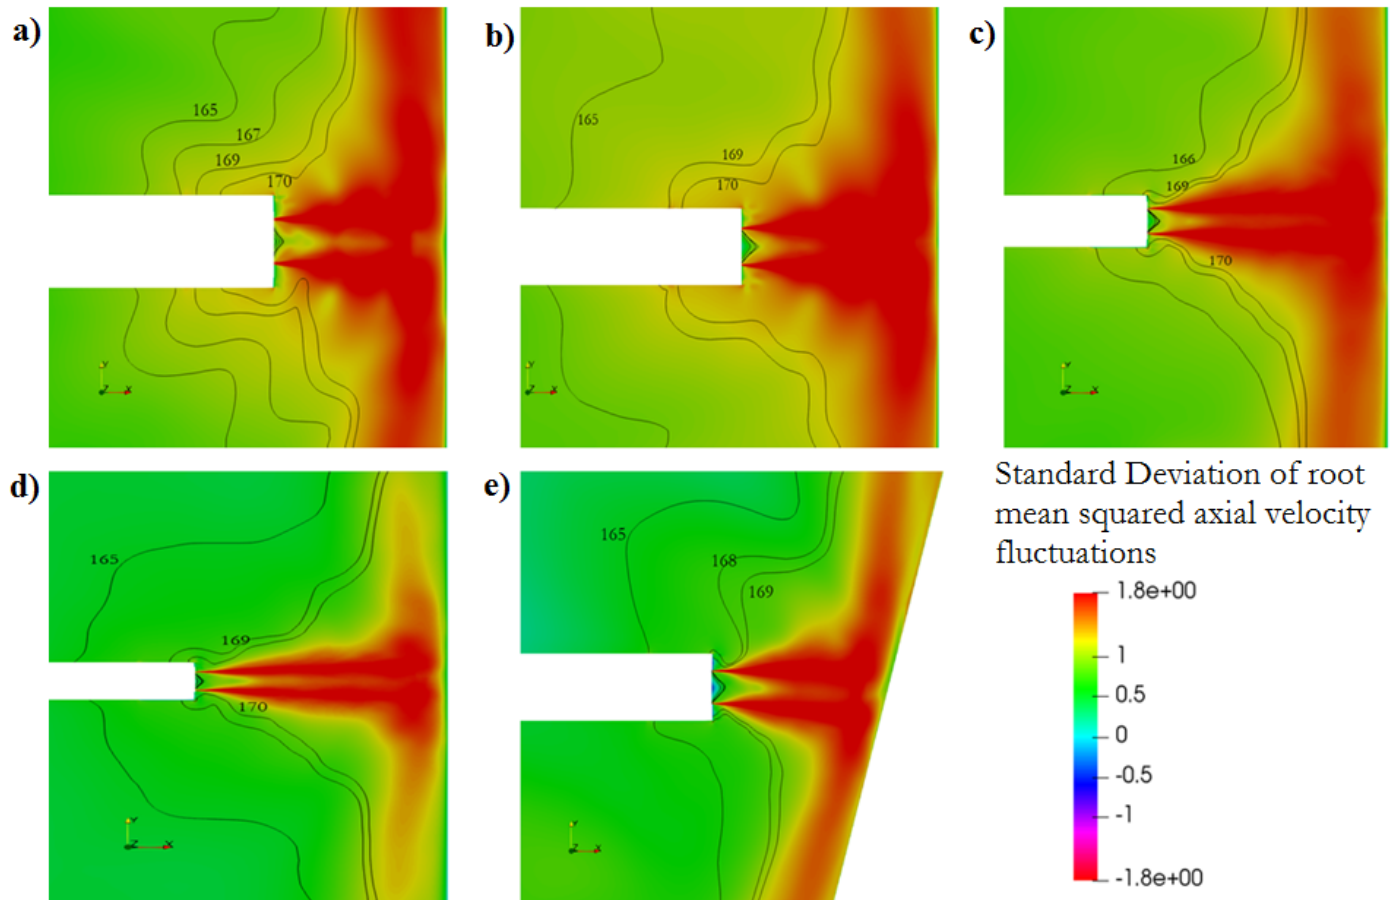 a)
165
167
169
170
Y
Z
X
b)
165
169
170
Y
Z
X
c)
166
169
170
Y
Z
X
d)
165
169
170
Y
Z
X
e)
165
168
169
Y
Z
X
Standard Deviation of root
mean squared axial velocity
fluctuations
1.8e+00
1
0.5
0
-0.5
-1
-1.8e+00